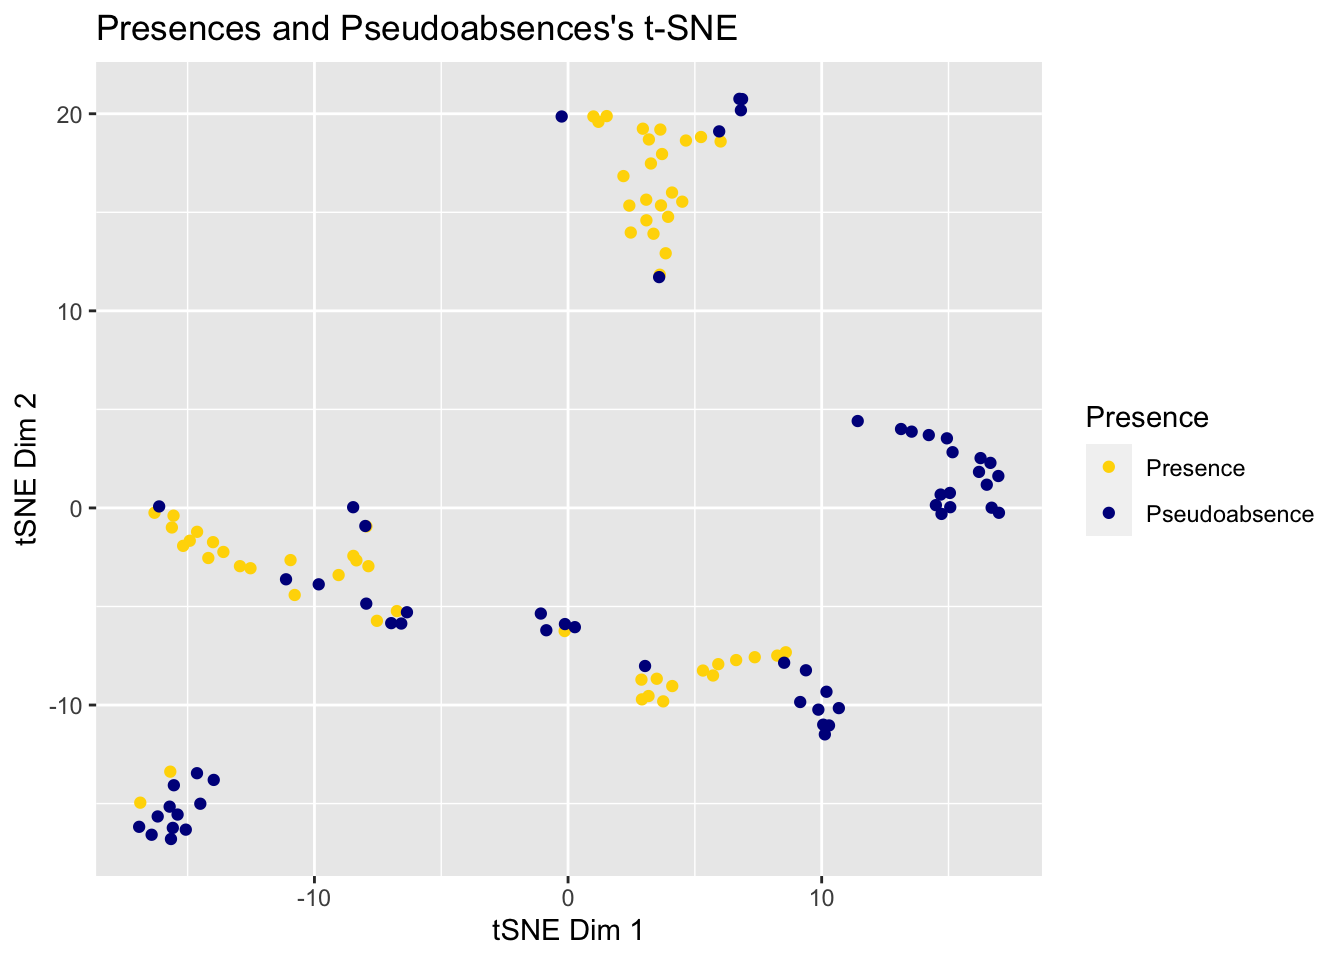 Presences and Pseudoabsences's t-SNE
20
10
0
-10
tSNE Dim 2
-10
0
10
tSNE Dim 1
Presence
Presence
Pseudoabsence